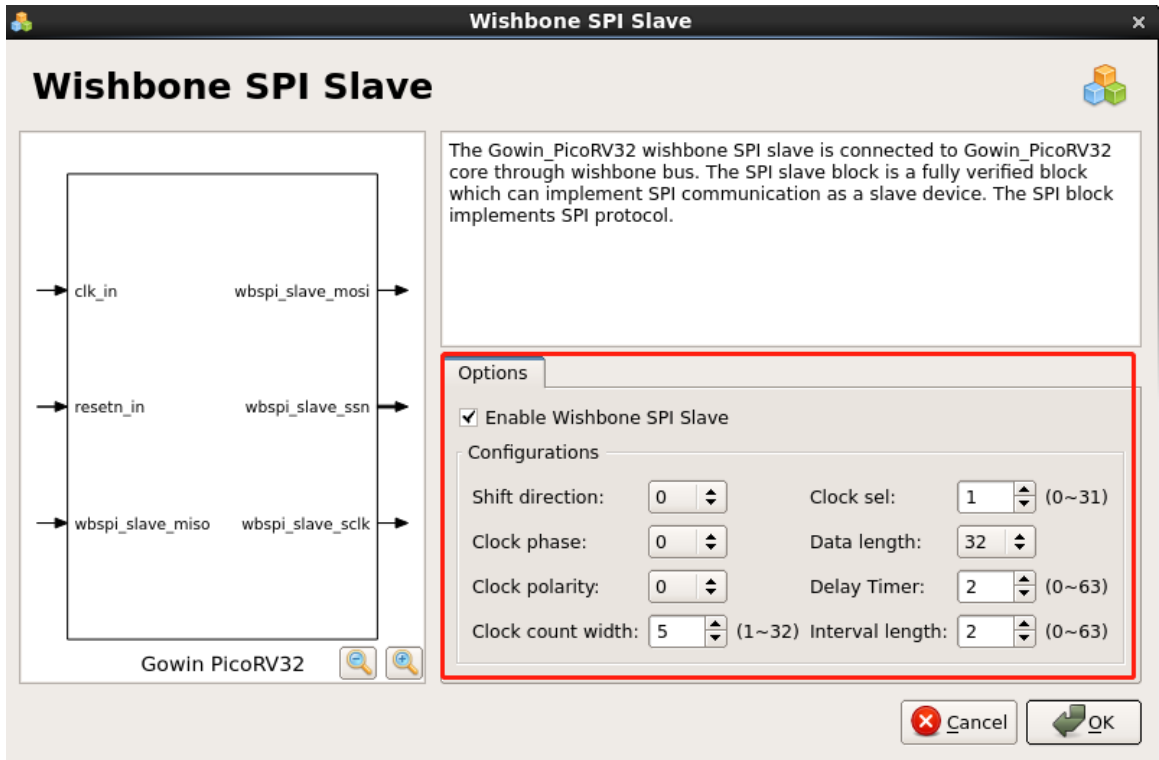 Wishbone SPI Slave
Wishbone SPI Slave
clk_in
wbspi_slave_mosi
resetn_in
wbspi_slave_ssn
wbspi_slave_miso
wbspi_slave_sclk
Gowin PicoRV32
The Gowin_PicoRV32 wishbone SPI slave is connected to Gowin_PicoRV32
core through wishbone bus. The SPI slave block is a fully verified block
which can implement SPI communication as a slave device. The SPI block
implements SPI protocol.
Options
Enable Wishbone SPI Slave
Configurations
Shift direction: 0 Clock sel: 1 (0~31)
Clock phase: 0 Data length: 32
Clock polarity: 0 Delay Timer: 2 (0~63)
Clock count width: 5 (1~32) Interval length: 2 (0~63)
Cancel
OK